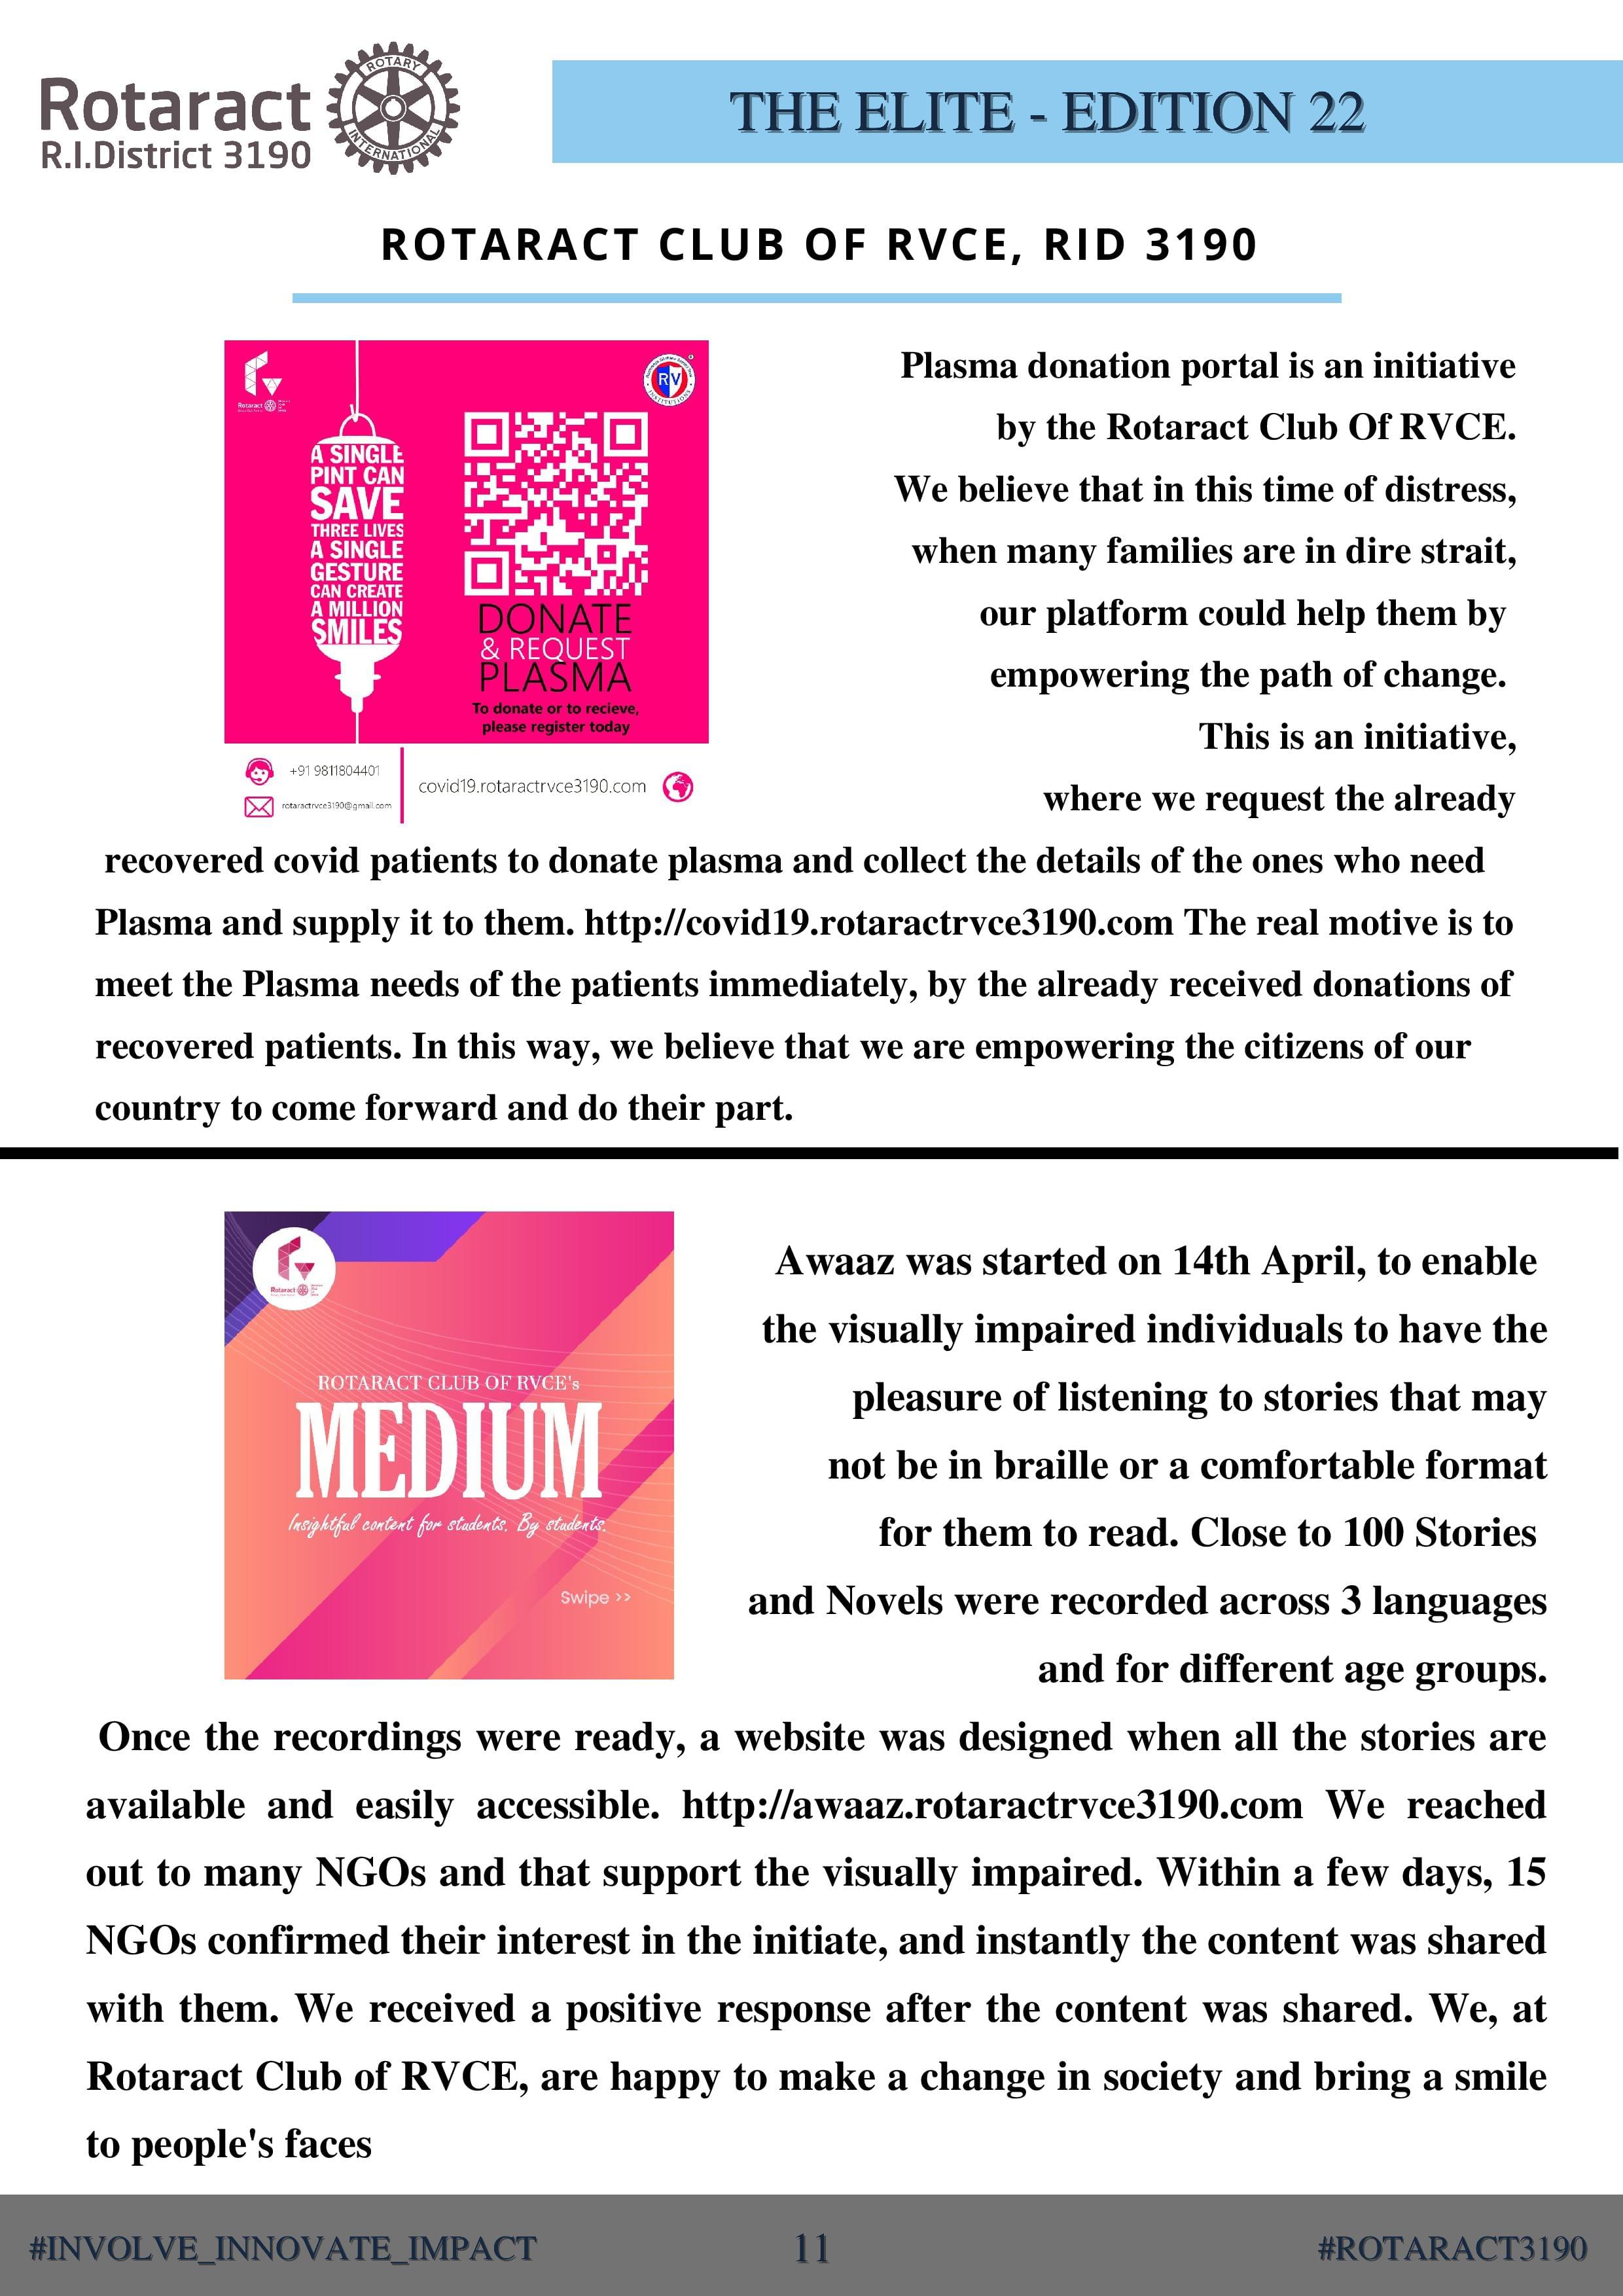 Rotaract
R.I.District 3190
ROTARY
INTERNATIONAL
THE ELITE - EDITION 22
ROTARACT CLUB OF RVCE, RID 3190
Rotaract
RV
INSTITUTIONS
A SINGLE
PINT CAN
SAVE
THREE LIVES
A SINGLE
GESTURE
CAN CREATE
A MILLION
SMILES
DONATE
& REQUEST
PLASMA
To donate or to recieve,
please register today
+91 9811804401
rotaractrvce3190@gmail.com
covid19.rotaractrvce3190.com
Plasma donation portal is an initiative
by the Rotaract Club Of RVCE.
We believe that in this time of distress,
when many families are in dire strait,
our platform could help them by
empowering the path of change.
This is an initiative,
where we request the already
recovered covid patients to donate plasma and collect the details of the ones who need
Plasma and supply it to them. http://covid19.rotaractrvce3190.com The real motive is to
meet the Plasma needs of the patients immediately, by the already received donations of
recovered patients. In this way, we believe that we are empowering the citizens of our
country to come forward and do their part.
Rotaract
ROTARACT CLUB OF RVCE's
MEDIUM
Insightful content for students. By students.
Swipe >>
Awaaz was started on 14th April, to enable
the visually impaired individuals to have the
pleasure of listening to stories that may
not be in braille or a comfortable format
for them to read. Close to 100 Stories
and Novels were recorded across 3 languages
and for different age groups.
Once the recordings were ready, a website was designed when all the stories are
available and easily accessible. http://awaaz.rotaractrvce3190.com We reached
out to many NGOs and that support the visually impaired. Within a few days, 15
NGOs confirmed their interest in the initiate, and instantly the content was shared
with them. We received a positive response after the content was shared. We, at
Rotaract Club of RVCE, are happy to make a change in society and bring a smile
to people's faces
#INVOLVE_INNOVATE_IMPACT
11
#ROTARACT3190